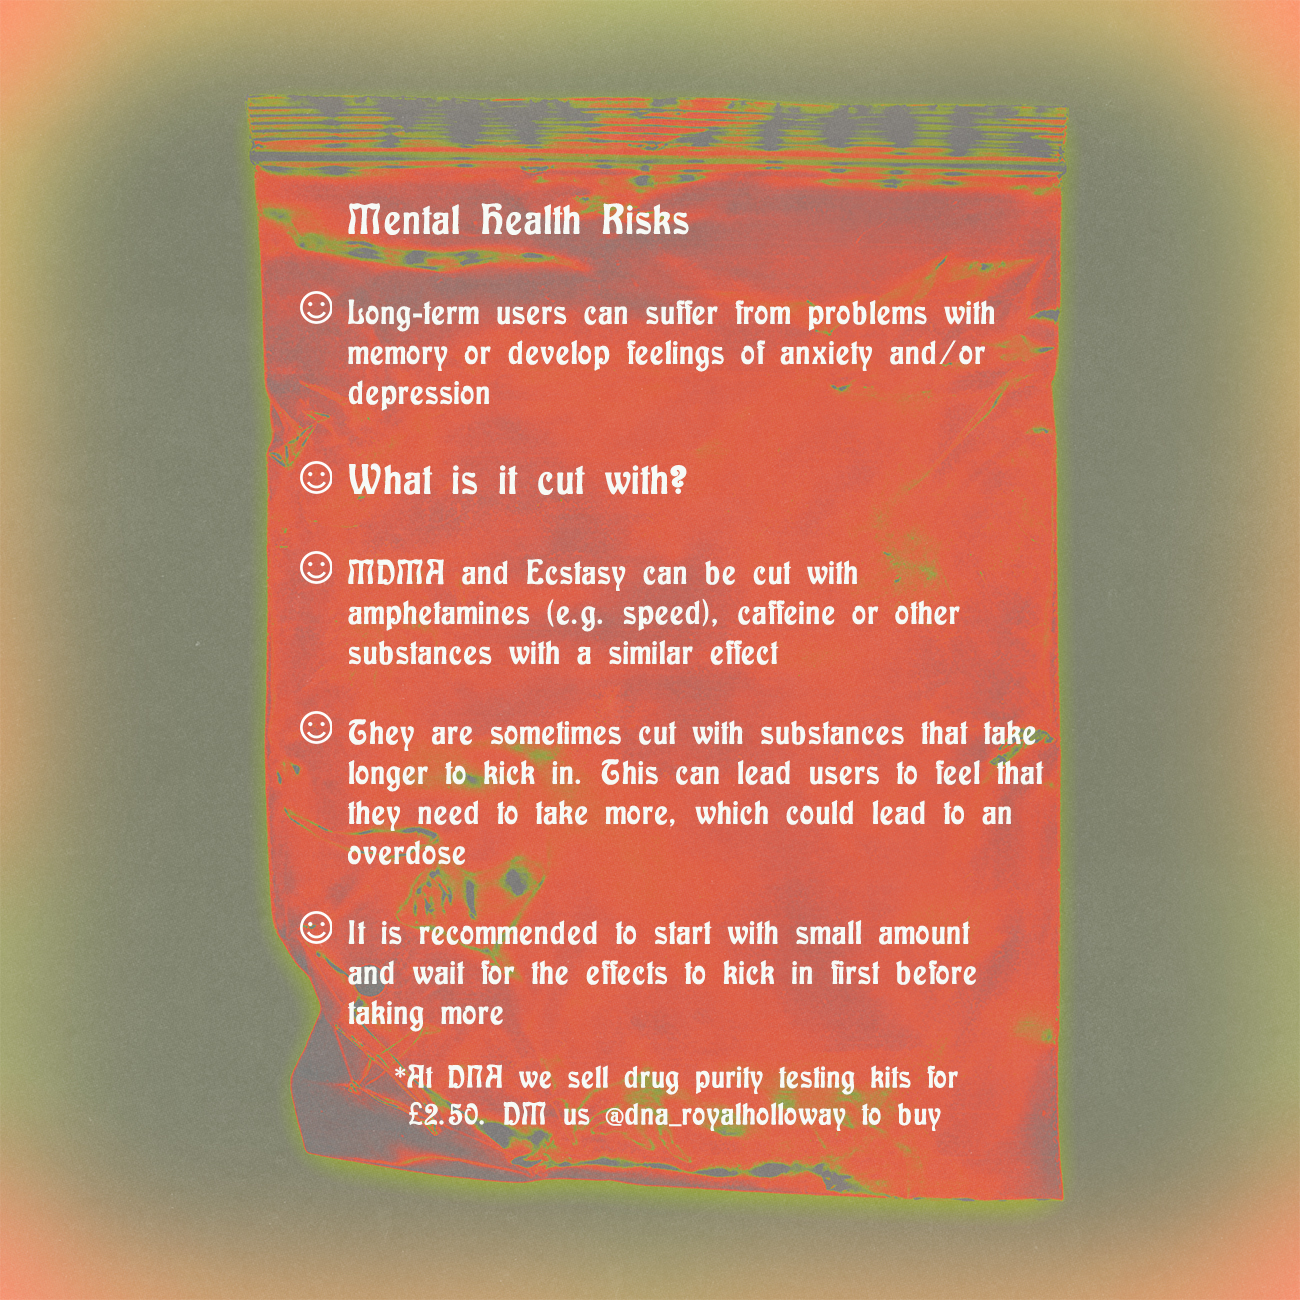 Mental Health Risks
Long-term users can suffer from problems with
memory or develop feelings of anxiety and/or
depression
What is it cut with?
MDMA and Ecstasy can be cut with
amphetamines (e.g. speed), caffeine or other
substances with a similar effect
They are sometimes cut with substances that take
longer to kick in. This can lead users to feel that
they need to take more, which could lead to an
overdose
It is recommended to start with small amount
and wait for the effects to kick in first before
taking more
*At DNA we sell drug purity testing kits for
£2.50. DM us @dna_royalholloway to buy